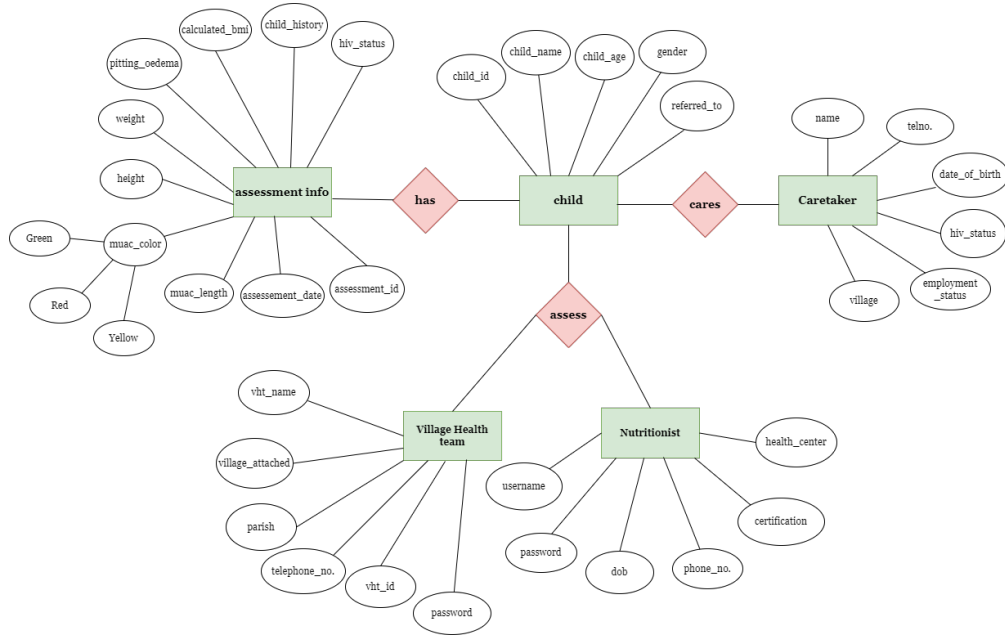 calculated_bmi
child_history
hiv_status
pitting_oedema
weight
height
assessment info
muac_color
Green
Red
Yellow
muac_length
assessement_date
assessment_id
has
child_id
child_name
child_age
gender
referred_to
child
cares
name
telno.
date_of_birth
Caretaker
hiv_status
employment
_status
village
assess
vht_name
village_attached
parish
telephone_no.
vht_id
password
Village Health
team
Nutritionist
username
password
dob
phone_no.
certification
health_center